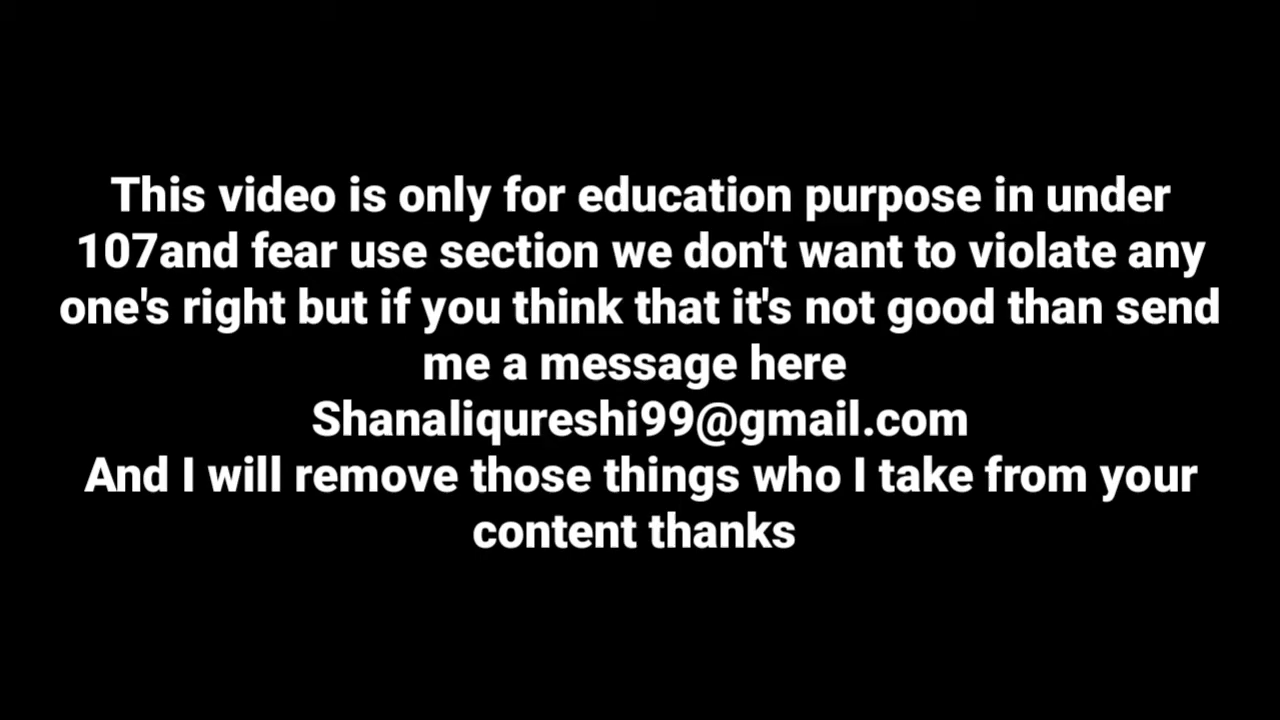 This video is only for education purpose in under
107and fear use section we don't want to violate any
one's right but if you think that it's not good than send
me a message here
Shanaliqureshi99@gmail.com
And I will remove those things who I take from your
content thanks